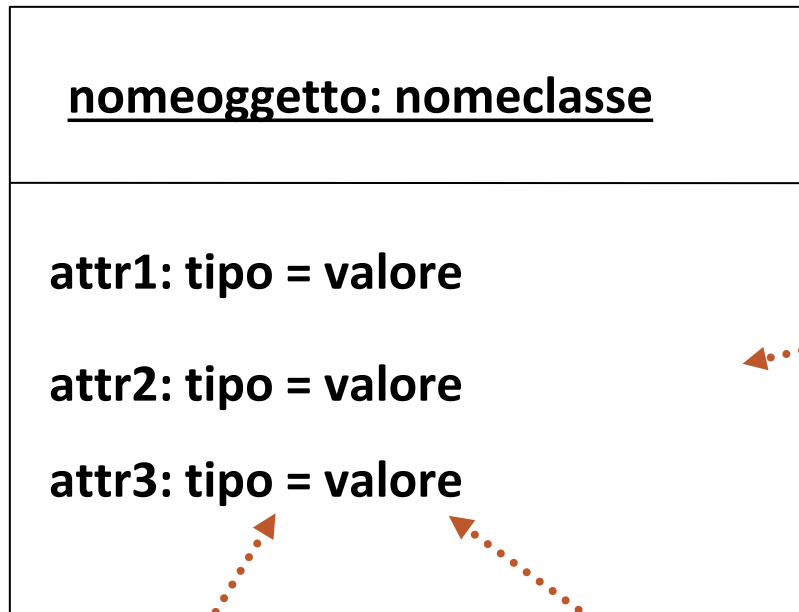 nomeoggetto: nomeclasse
attr1: tipo = valore
attr2: tipo = valore
attr3: tipo = valore